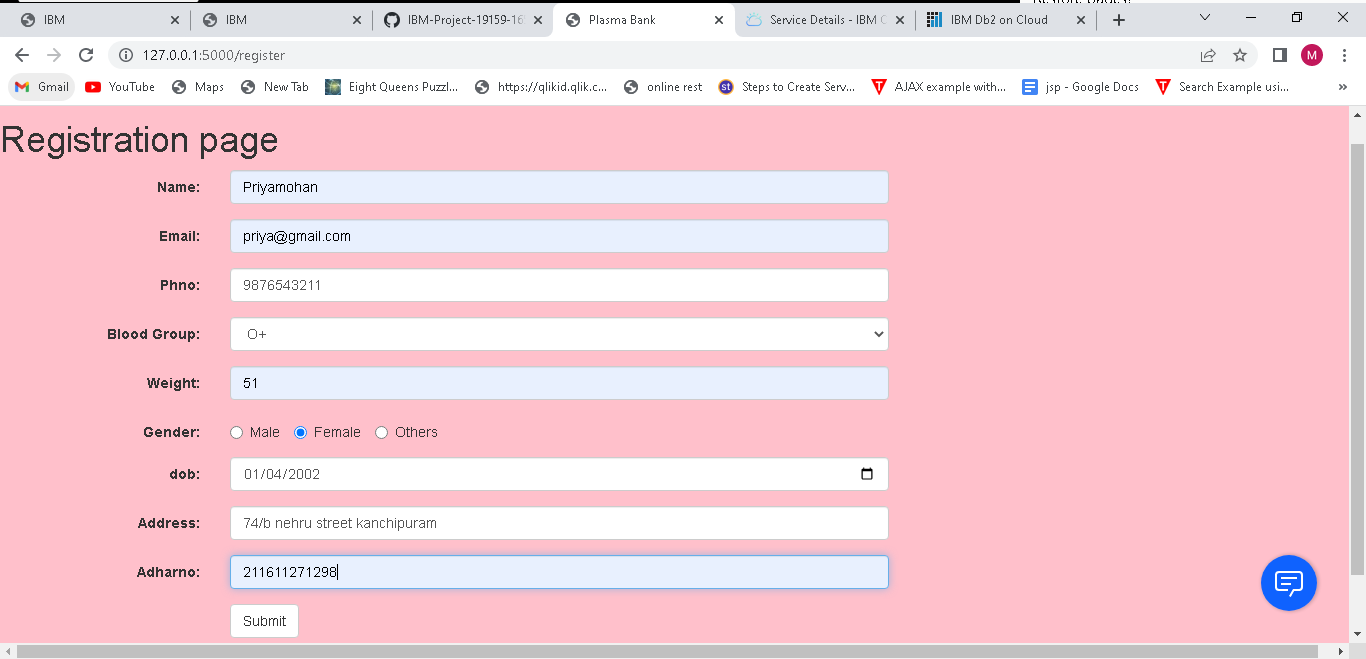 Restore pages?
IBM IBM IBM-Project-19159-16 Plasma Bank Service Details - IBM C IBM Db2 on Cloud
127.0.0.1:5000/register M
Gmail YouTube Maps New Tab Eight Queens Puzzl... https://qlikid.qlik.c... online rest st Steps to Create Serv... AJAX example with... jsp - Google Docs Search Example usi... »
Registration page
Name: Priyamohan
Email: priya@gmail.com
Phno: 9876543211
Blood Group: O+
Weight: 51
Gender: Male Female Others
dob: 01/04/2002
Address: 74/b nehru street kanchipuram
Adharno: 211611271298
Submit